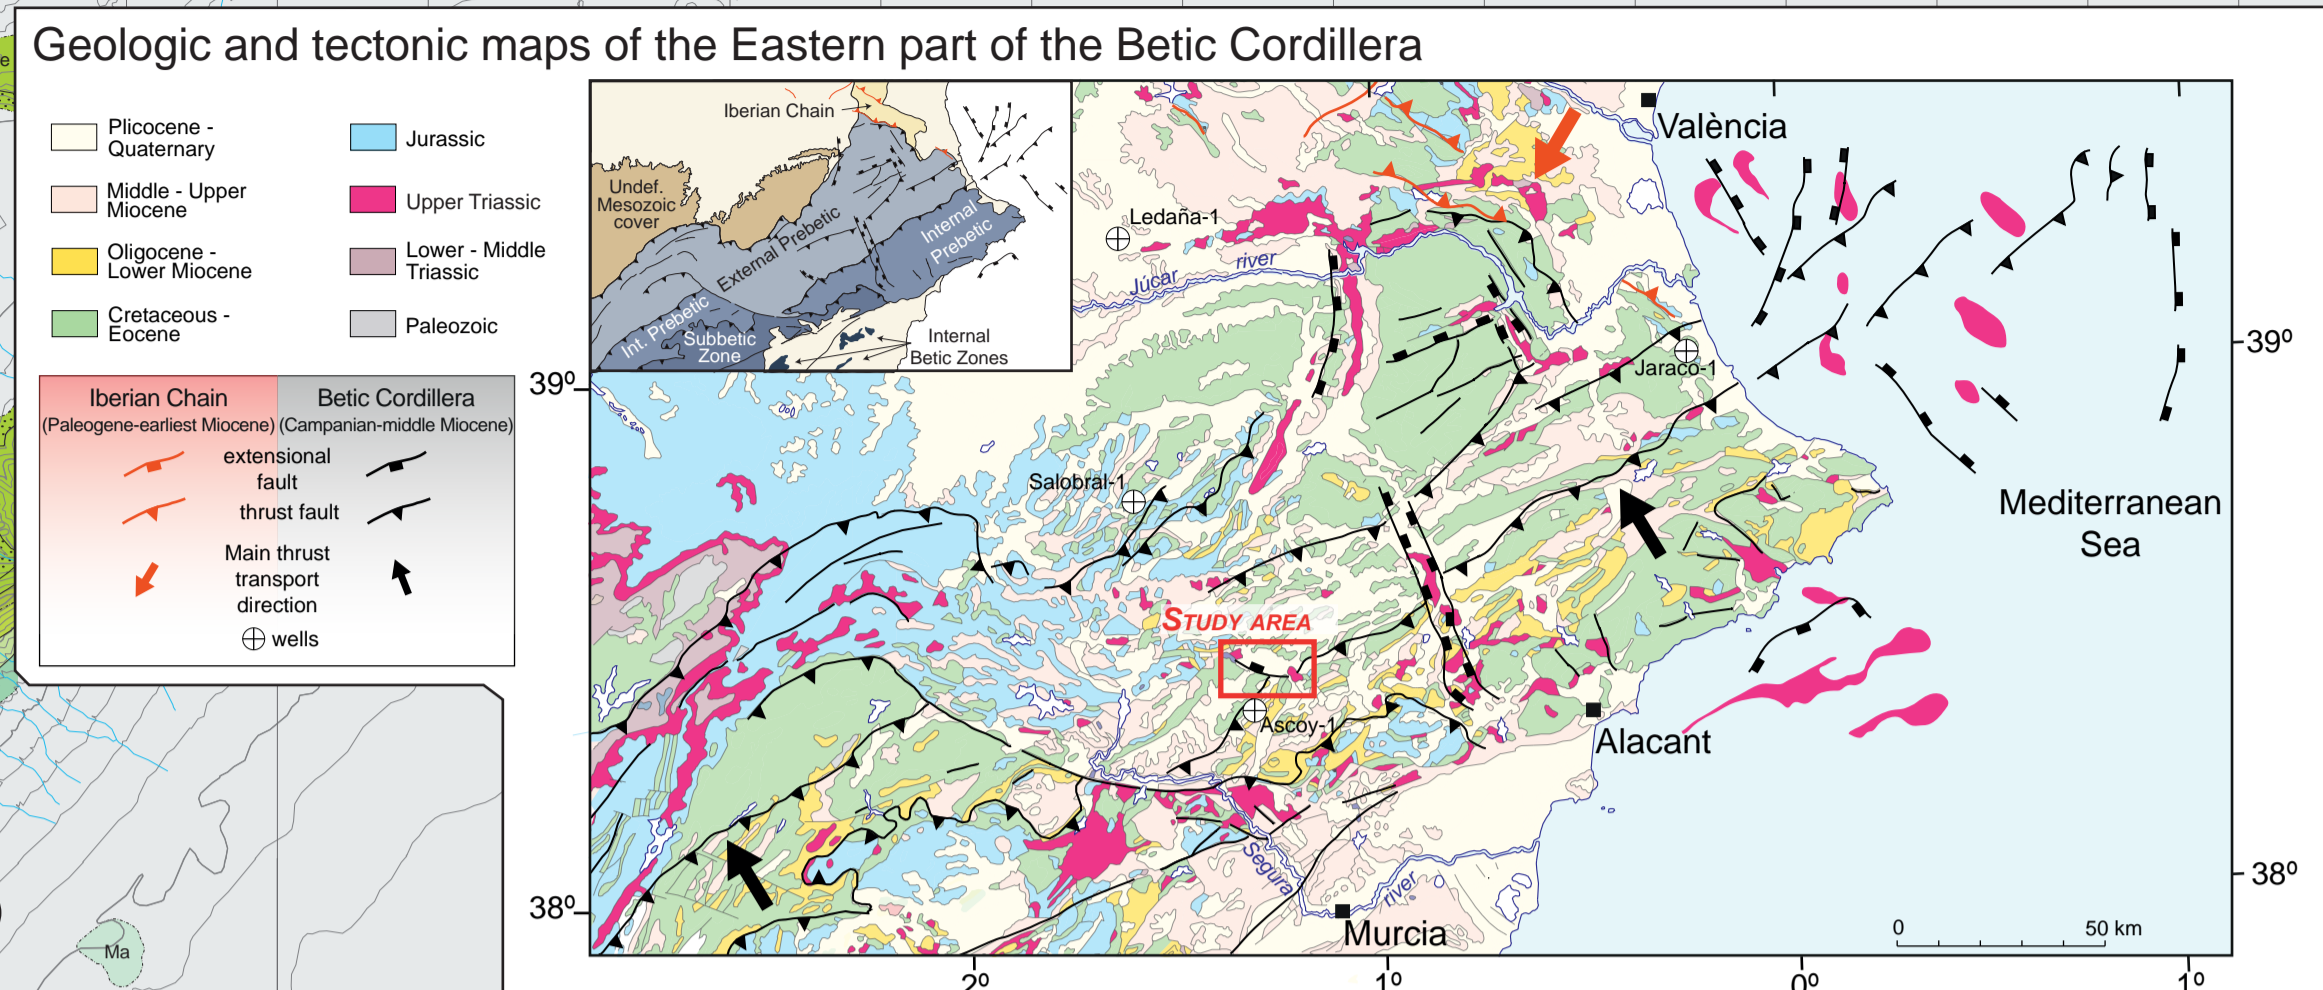 Geologic and tectonic maps of the Eastern part of the Betic Cordillera
Plicocene -
Quaternary
Middle - Upper
Miocene
Oligocene -
Lower Miocene
Cretaceous -
Eocene
Jurassic
Upper Triassic
Lower - Middle
Triassic
Paleozoic
Iberian Chain
(Paleogene-earliest Miocene)
Betic Cordillera
(Campanian-middle Miocene)
extensional
fault
thrust fault
Main thrust
transport
direction
wells
Iberian Chain
Undef.
Mesozoic
cover
External Prebetic
Internal
Prebetic
Int. Prebetic
Subbetic
Zone
Internal
Betic Zones
València
Ledaña-1
Júcar
river
Jaraco-1
39º
39º
Salobral-1
Mediterranean
Sea
STUDY AREA
Ascoy-1
Alacant
Segura
river
Murcia
38º
38º
0
50 km
2º
1º
0º
1º
Ma